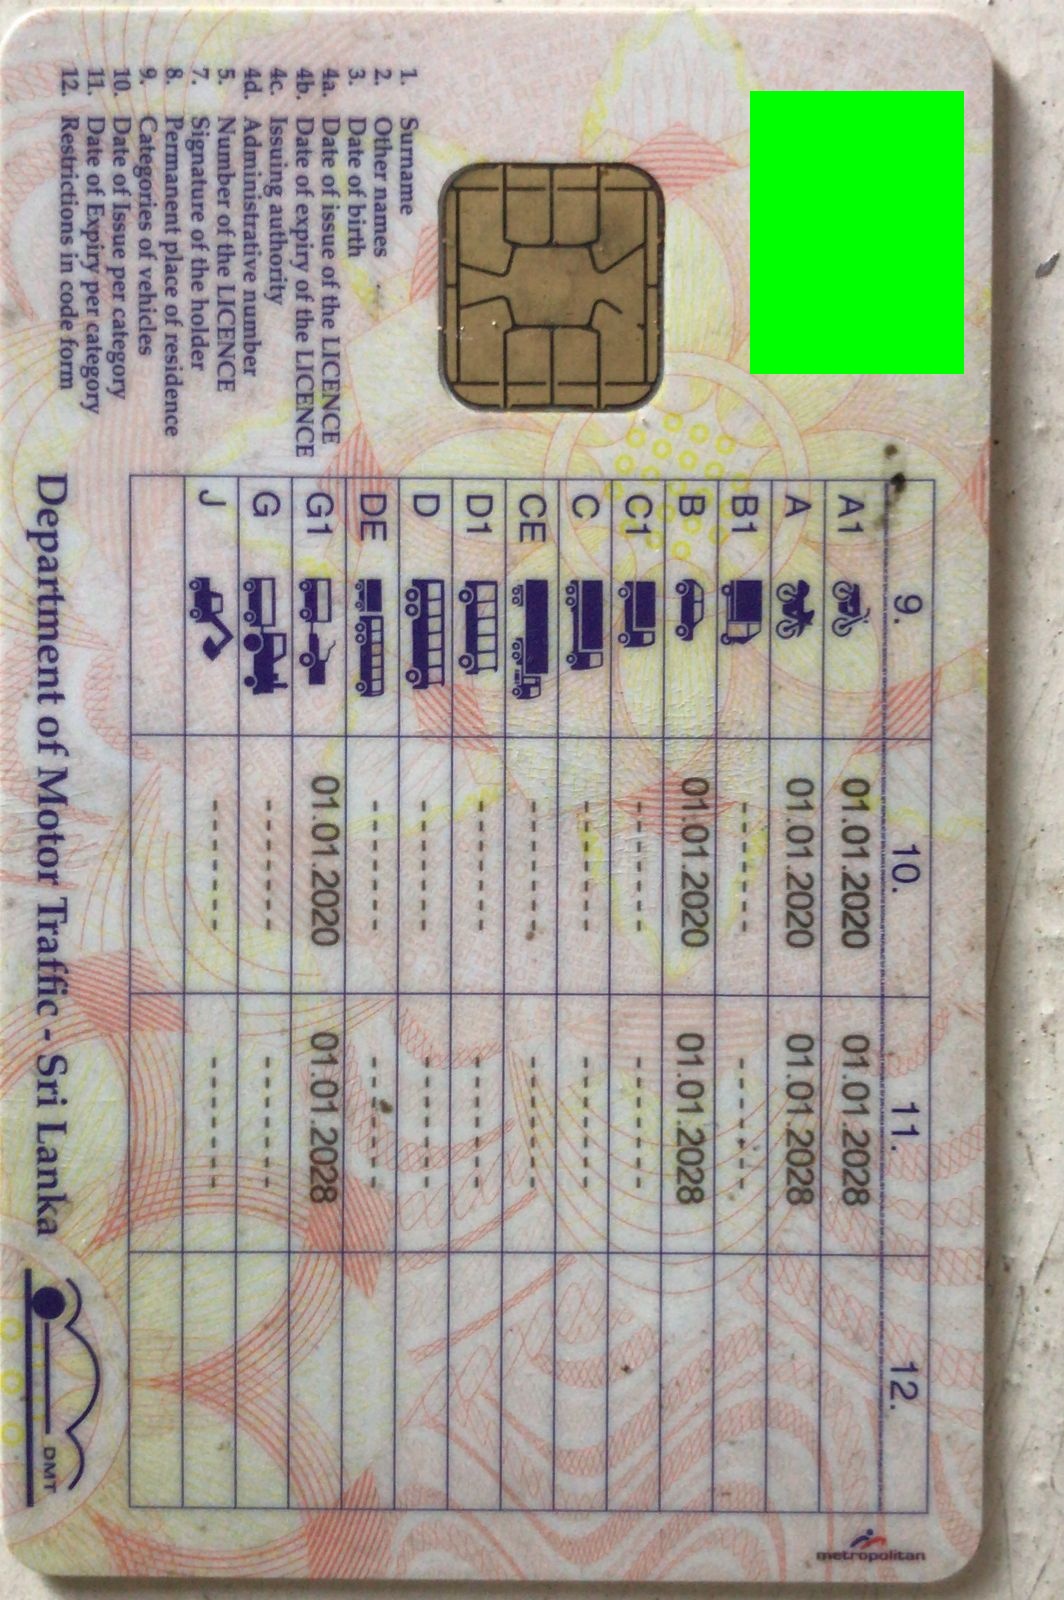 1. Surname
2. Other names
3. Date of birth
4a. Date of issue of the LICENCE
4b. Date of expiry of the LICENCE
4c. Issuing authority
4d. Administrative number
5. Number of the LICENCE
7. Signature of the holder
8. Permanent place of residence
9. Categories of vehicles
10. Date of Issue per category
11. Date of Expiry per category
12. Restrictions in code form
9. 10. 11. 12.
A1 01.01.2020 01.01.2028
A 01.01.2020 01.01.2028
B1 ------- -------
B 01.01.2020 01.01.2028
C1 ------- -------
C ------- -------
CE ------- -------
D1 ------- -------
D ------- -------
DE ------- -------
G1 01.01.2020 01.01.2028
G ------- -------
J ------- -------
Department of Motor Traffic - Sri Lanka
DMT
metropolitan